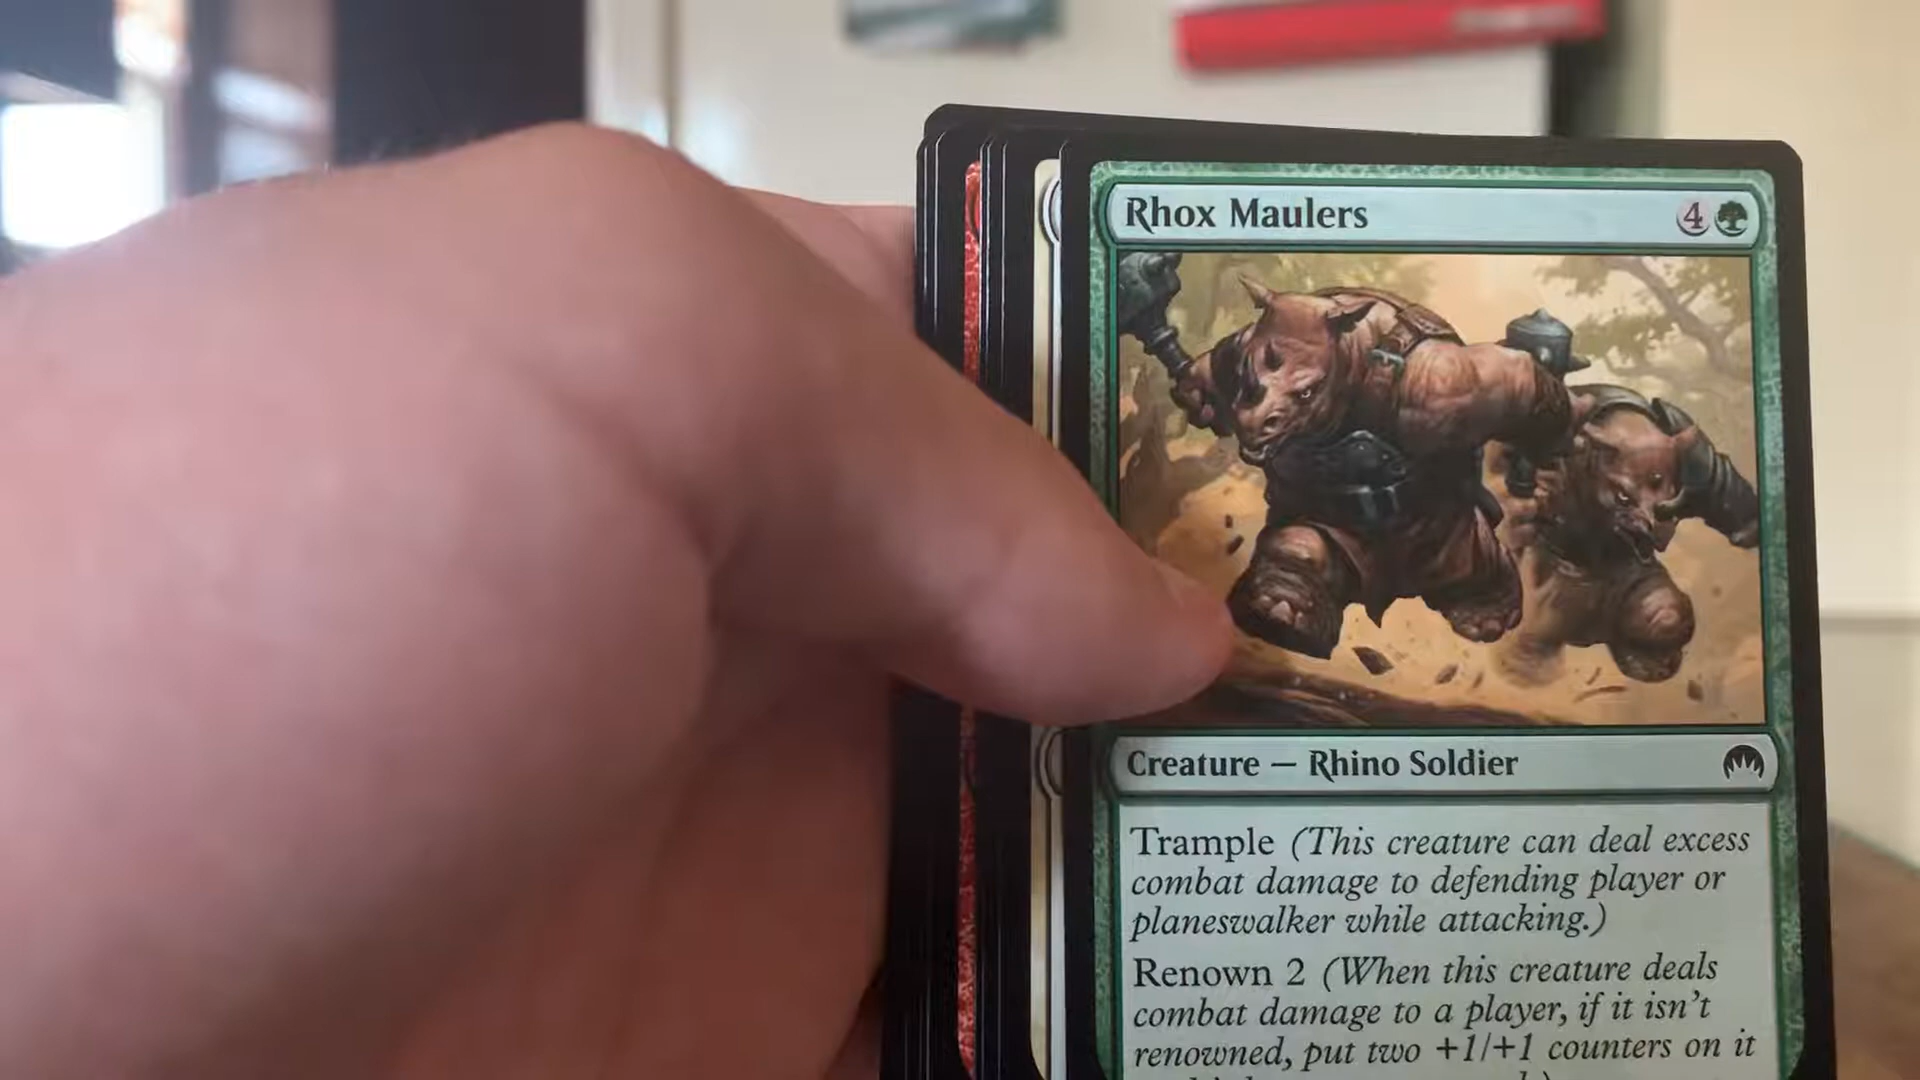 Rhox Maulers 4
Creature — Rhino Soldier
Trample (This creature can deal excess
combat damage to defending player or
planeswalker while attacking.)
Renown 2 (When this creature deals
combat damage to a player, if it isn't
renowned, put two +1/+1 counters on it